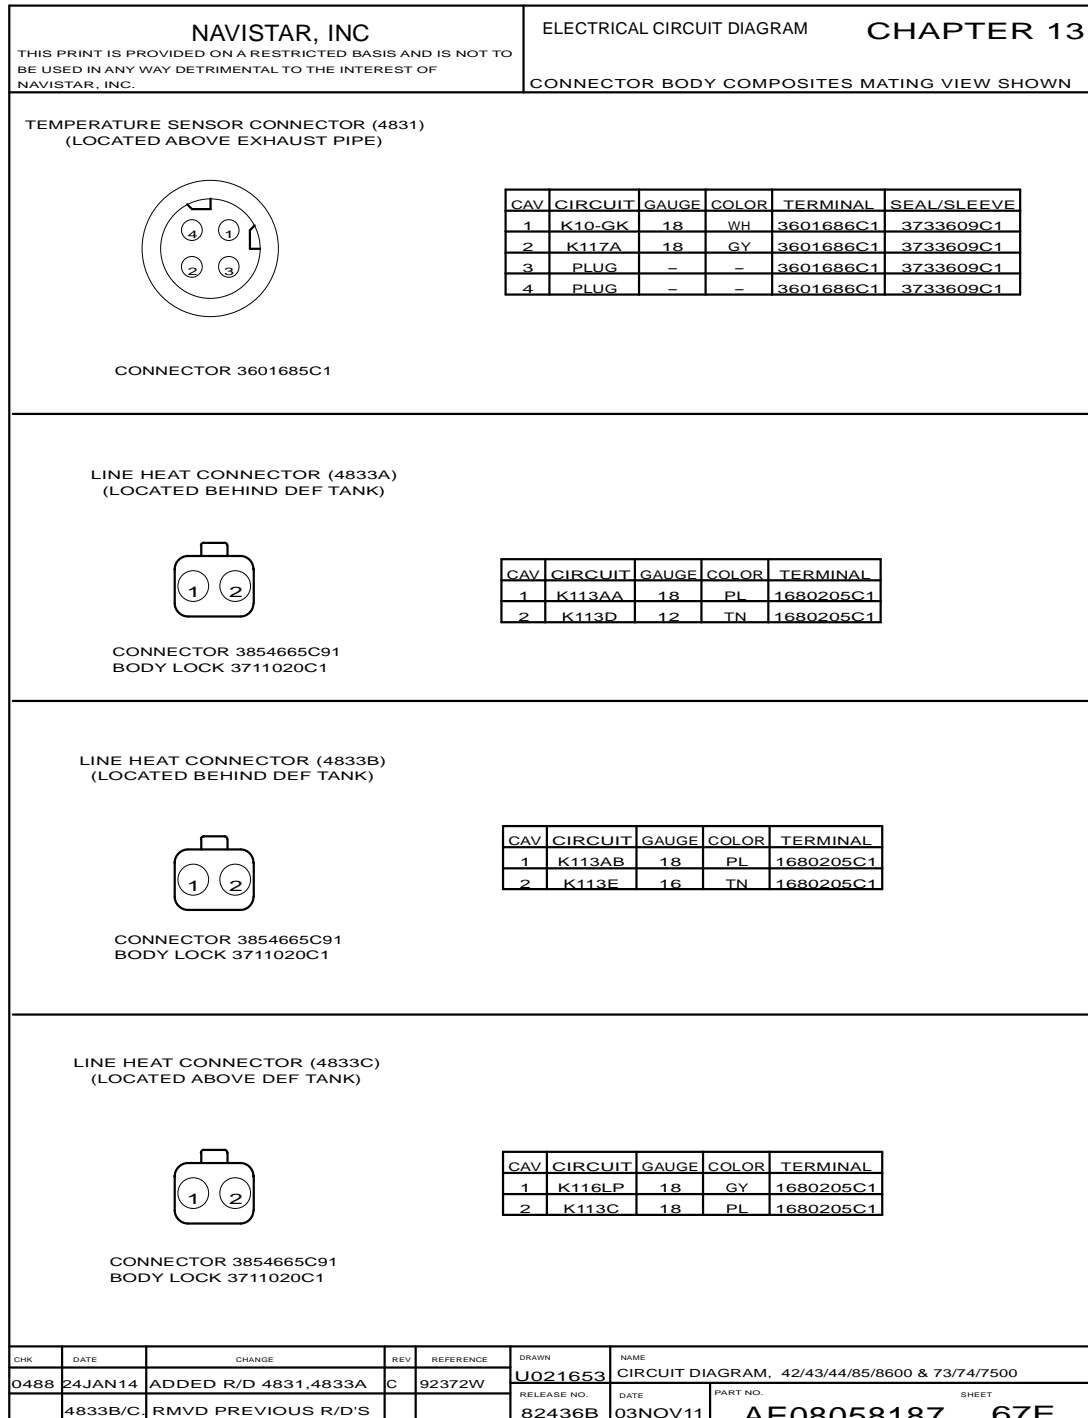 NAVISTAR, INC
THIS PRINT IS PROVIDED ON A RESTRICTED BASIS AND IS NOT TO
BE USED IN ANY WAY DETRIMENTAL TO THE INTEREST OF
NAVISTAR, INC.
ELECTRICAL CIRCUIT DIAGRAM CHAPTER 13
CONNECTOR BODY COMPOSITES MATING VIEW SHOWN
TEMPERATURE SENSOR CONNECTOR (4831)
(LOCATED ABOVE EXHAUST PIPE)
4 1
2 3
CONNECTOR 3601685C1
CAV CIRCUIT GAUGE COLOR TERMINAL SEAL/SLEEVE
1 K10-GK 18 WH 3601686C1 3733609C1
2 K117A 18 GY 3601686C1 3733609C1
3 PLUG – – 3601686C1 3733609C1
4 PLUG – – 3601686C1 3733609C1
LINE HEAT CONNECTOR (4833A)
(LOCATED BEHIND DEF TANK)
1 2
CONNECTOR 3854665C91
BODY LOCK 3711020C1
CAV CIRCUIT GAUGE COLOR TERMINAL
1 K113AA 18 PL 1680205C1
2 K113D 12 TN 1680205C1
LINE HEAT CONNECTOR (4833B)
(LOCATED BEHIND DEF TANK)
1 2
CONNECTOR 3854665C91
BODY LOCK 3711020C1
CAV CIRCUIT GAUGE COLOR TERMINAL
1 K113AB 18 PL 1680205C1
2 K113E 16 TN 1680205C1
LINE HEAT CONNECTOR (4833C)
(LOCATED ABOVE DEF TANK)
1 2
CONNECTOR 3854665C91
BODY LOCK 3711020C1
CAV CIRCUIT GAUGE COLOR TERMINAL
1 K116LP 18 GY 1680205C1
2 K113C 18 PL 1680205C1
CHK DATE CHANGE REV REFERENCE
0488 24JAN14 ADDED R/D 4831,4833A C 92372W
4833B/C. RMVD PREVIOUS R/D'S
DRAWN NAME
U021653 CIRCUIT DIAGRAM, 42/43/44/85/8600 & 73/74/7500
RELEASE NO. DATE PART NO. SHEET
82436B 03NOV11 AE08058187 67E